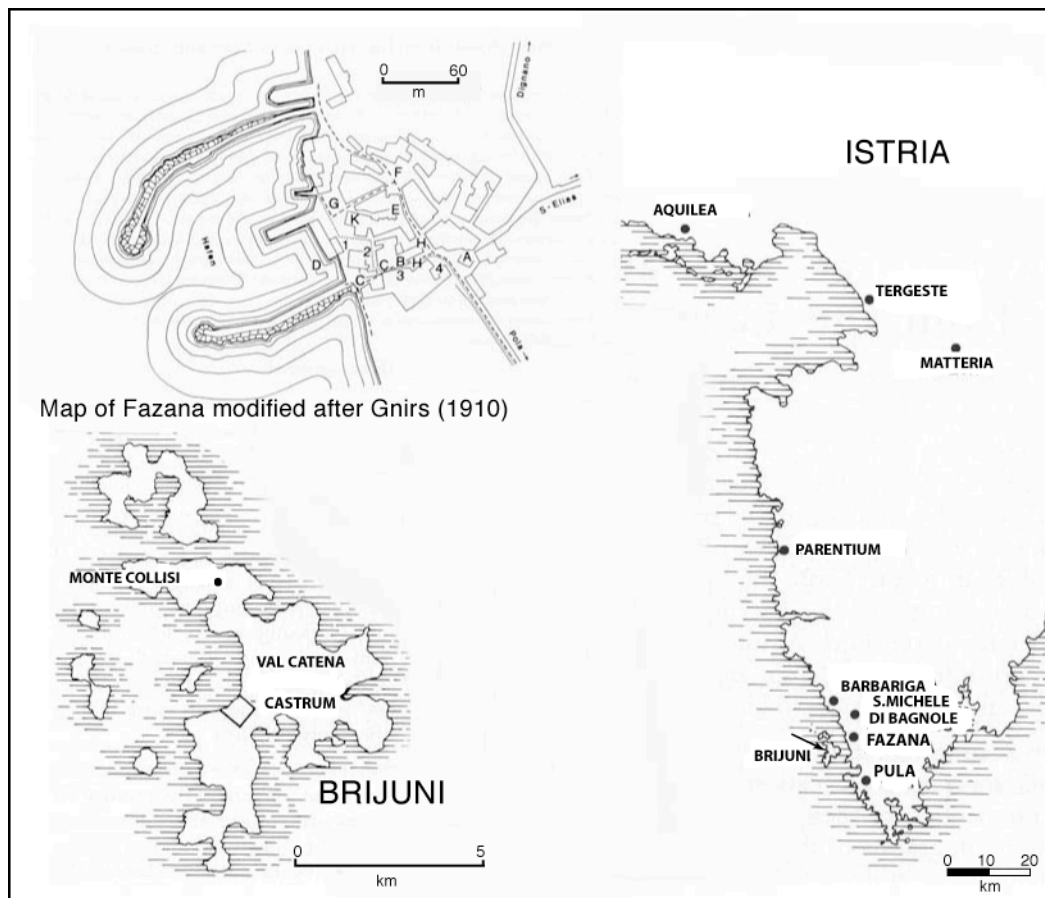 0 60
m
Dignano
S-Elias
Pola
Hafen
F
G
E
K
1
2
H
D
C
B
H
A
3
4
C
Map of Fazana modified after Gnirs (1910)
MONTE COLLISI
VAL CATENA
CASTRUM
BRIJUNI
0 5
km
ISTRIA
AQUILEA
TERGESTE
MATTERIA
PARENTIUM
BARBARIGA
S.MICHELE
DI BAGNOLE
FAZANA
BRIJUNI
PULA
0 10 20
km